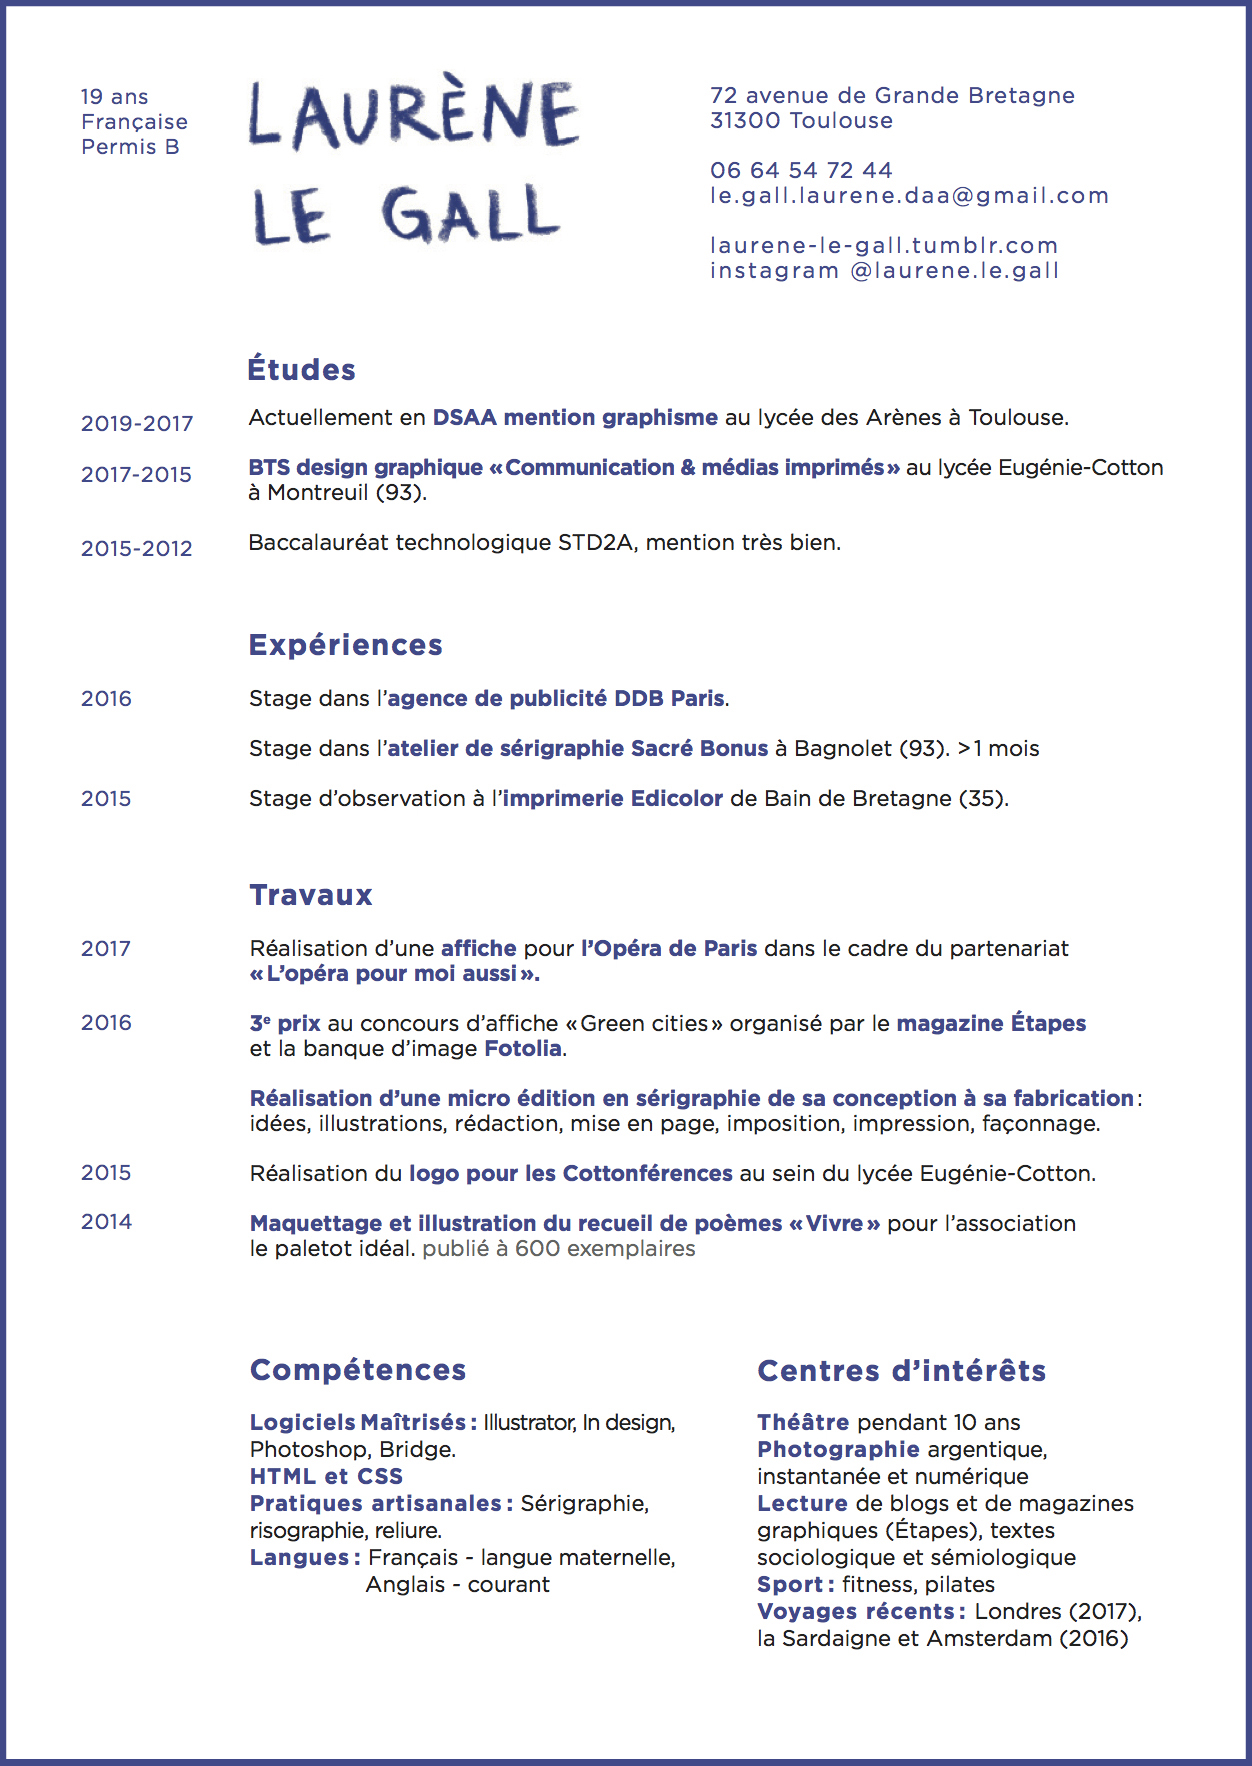 19 ans
Française
Permis B
LAURÈNE
LE GALL
72 avenue de Grande Bretagne
31300 Toulouse
06 64 54 72 44
le.gall.laurene.daa@gmail.com
laurene-le-gall.tumblr.com
instagram @laurene.le.gall
Études
2019-2017
Actuellement en DSAA mention graphisme au lycée des Arènes à Toulouse.
2017-2015
BTS design graphique «Communication & médias imprimés» au lycée Eugénie-Cotton
à Montreuil (93).
2015-2012
Baccalauréat technologique STD2A, mention très bien.
Expériences
2016
Stage dans l’agence de publicité DDB Paris.
Stage dans l’atelier de sérigraphie Sacré Bonus à Bagnolet (93). >1 mois
2015
Stage d’observation à l’imprimerie Edicolor de Bain de Bretagne (35).
Travaux
2017
Réalisation d’une affiche pour l’Opéra de Paris dans le cadre du partenariat
«L’opéra pour moi aussi».
2016
3e prix au concours d’affiche «Green cities» organisé par le magazine Étapes
et la banque d’image Fotolia.
Réalisation d’une micro édition en sérigraphie de sa conception à sa fabrication:
idées, illustrations, rédaction, mise en page, imposition, impression, façonnage.
2015
Réalisation du logo pour les Cottonférences au sein du lycée Eugénie-Cotton.
2014
Maquettage et illustration du recueil de poèmes «Vivre» pour l’association
le paletot idéal. publié à 600 exemplaires
Compétences
Logiciels Maîtrisés: Illustrator, In design,
Photoshop, Bridge.
HTML et CSS
Pratiques artisanales: Sérigraphie,
risographie, reliure.
Langues: Français - langue maternelle,
Anglais - courant
Centres d’intérêts
Théâtre pendant 10 ans
Photographie argentique,
instantanée et numérique
Lecture de blogs et de magazines
graphiques (Étapes), textes
sociologique et sémiologique
Sport: fitness, pilates
Voyages récents: Londres (2017),
la Sardaigne et Amsterdam (2016)